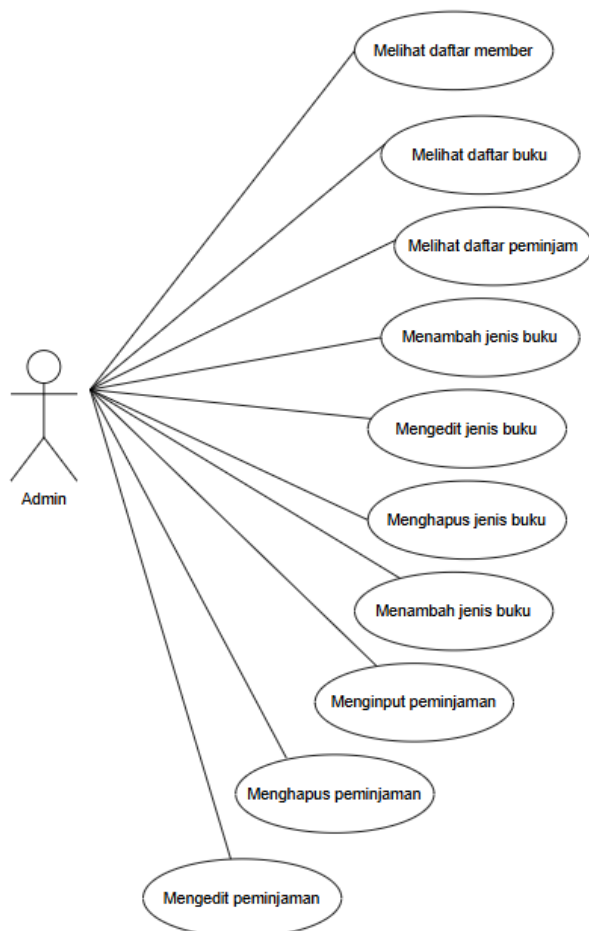 Melihat daftar member
Melihat daftar buku
Melihat daftar peminjam
Menambah jenis buku
Mengedit jenis buku
Admin
Menghapus jenis buku
Menambah jenis buku
Menginput peminjaman
Menghapus peminjaman
Mengedit peminjaman